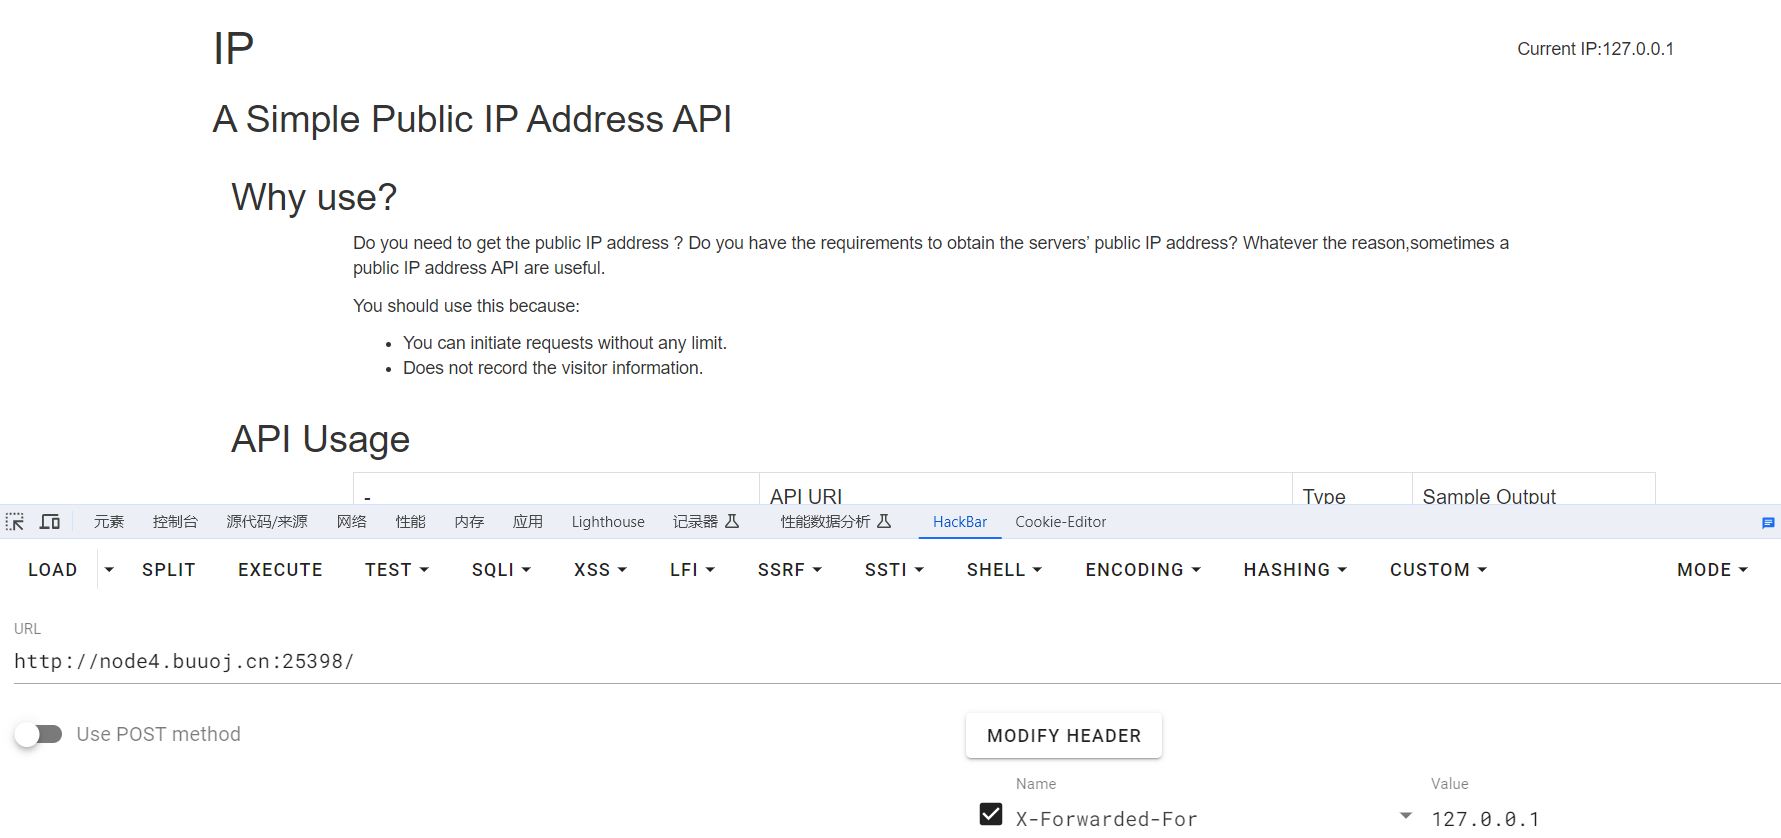 IP
Current IP:127.0.0.1
A Simple Public IP Address API
Why use?
Do you need to get the public IP address ? Do you have the requirements to obtain the servers’ public IP address? Whatever the reason,sometimes a
public IP address API are useful.
You should use this because:
• You can initiate requests without any limit.
• Does not record the visitor information.
API Usage
- API URI Type Sample Output
元素 控制台 源代码/来源 网络 性能 内存 应用 Lighthouse 记录器 性能数据分析 HackBar Cookie-Editor
LOAD SPLIT EXECUTE TEST SQLI XSS LFI SSRF SSTI SHELL ENCODING HASHING CUSTOM MODE
URL
http://node4.buuoj.cn:25398/
Use POST method
MODIFY HEADER
Name Value
X-Forwarded-For 127.0.0.1